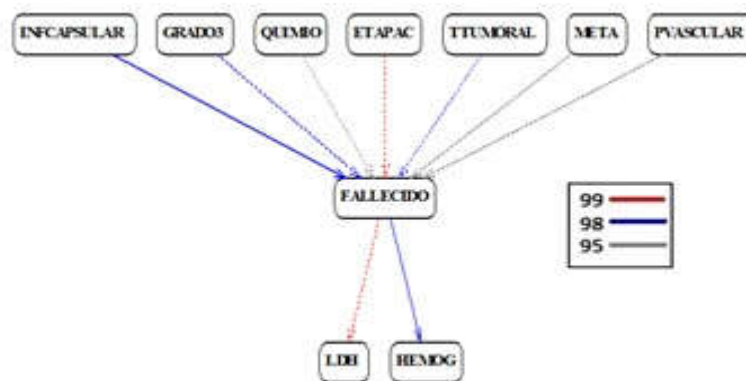 INFCAPSULAR GRADO3 QUIMIO ETAPAC TTUMORAL META PVASCULAR
FALLECIDO
99
98
95
LDH HEMOG